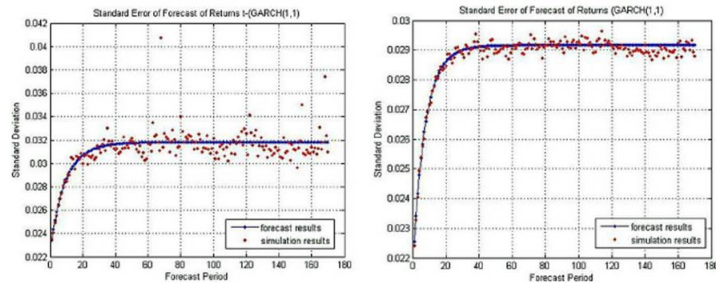 Standard Error of Forecast of Returns t-(GARCH(1,1)
0.042
0.04
0.038
0.036
0.034
0.032
0.03
0.028
0.026
0.024
0.022
Standard Deviation
0 20 40 60 80 100 120 140 160 180
Forecast Period
forecast results
simulation results
Standard Error of Forecast of Returns (GARCH(1,1)
0.03
0.029
0.028
0.027
0.026
0.025
0.024
0.023
0.022
Standard Deviation
0 20 40 60 80 100 120 140 160 180
Forecast Period
forecast results
simulation results